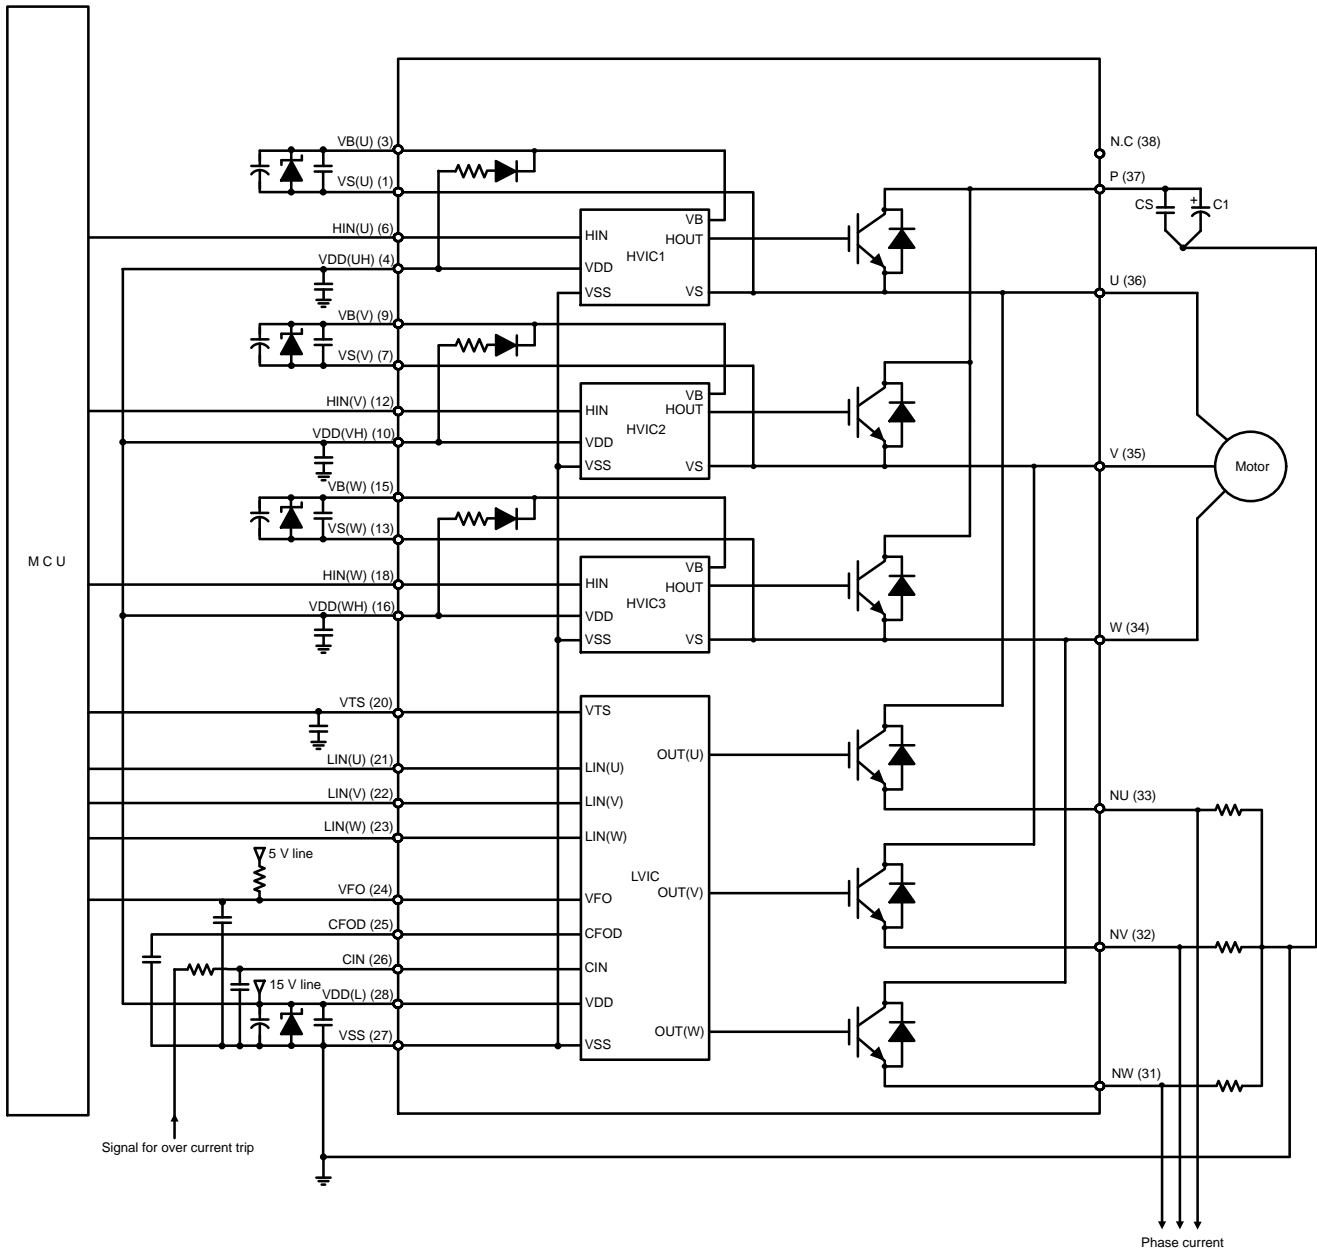 VB(U) (3)
VS(U) (1)
HIN(U) (6)
VDD(UH) (4)
VB(V) (9)
VS(V) (7)
HIN(V) (12)
VDD(VH) (10)
VB(W) (15)
VS(W) (13)
M C U
HIN(W) (18)
VDD(WH) (16)
VTS (20)
LIN(U) (21)
LIN(V) (22)
LIN(W) (23)
5 V line
VFO (24)
CFOD (25)
CIN (26)
15 V line
VDD(L) (28)
VSS (27)
Signal for over current trip
VB
HIN
HOUT
HVIC1
VDD
VSS
VS
VB
HIN
HOUT
HVIC2
VDD
VSS
VS
VB
HIN
HOUT
HVIC3
VDD
VSS
VS
VTS
OUT(U)
LIN(U)
LIN(V)
LIN(W)
LVIC
OUT(V)
VFO
CFOD
CIN
VDD
OUT(W)
VSS
N.C (38)
P (37)
CS
+
C1
U (36)
V (35)
Motor
W (34)
NU (33)
NV (32)
NW (31)
Phase current